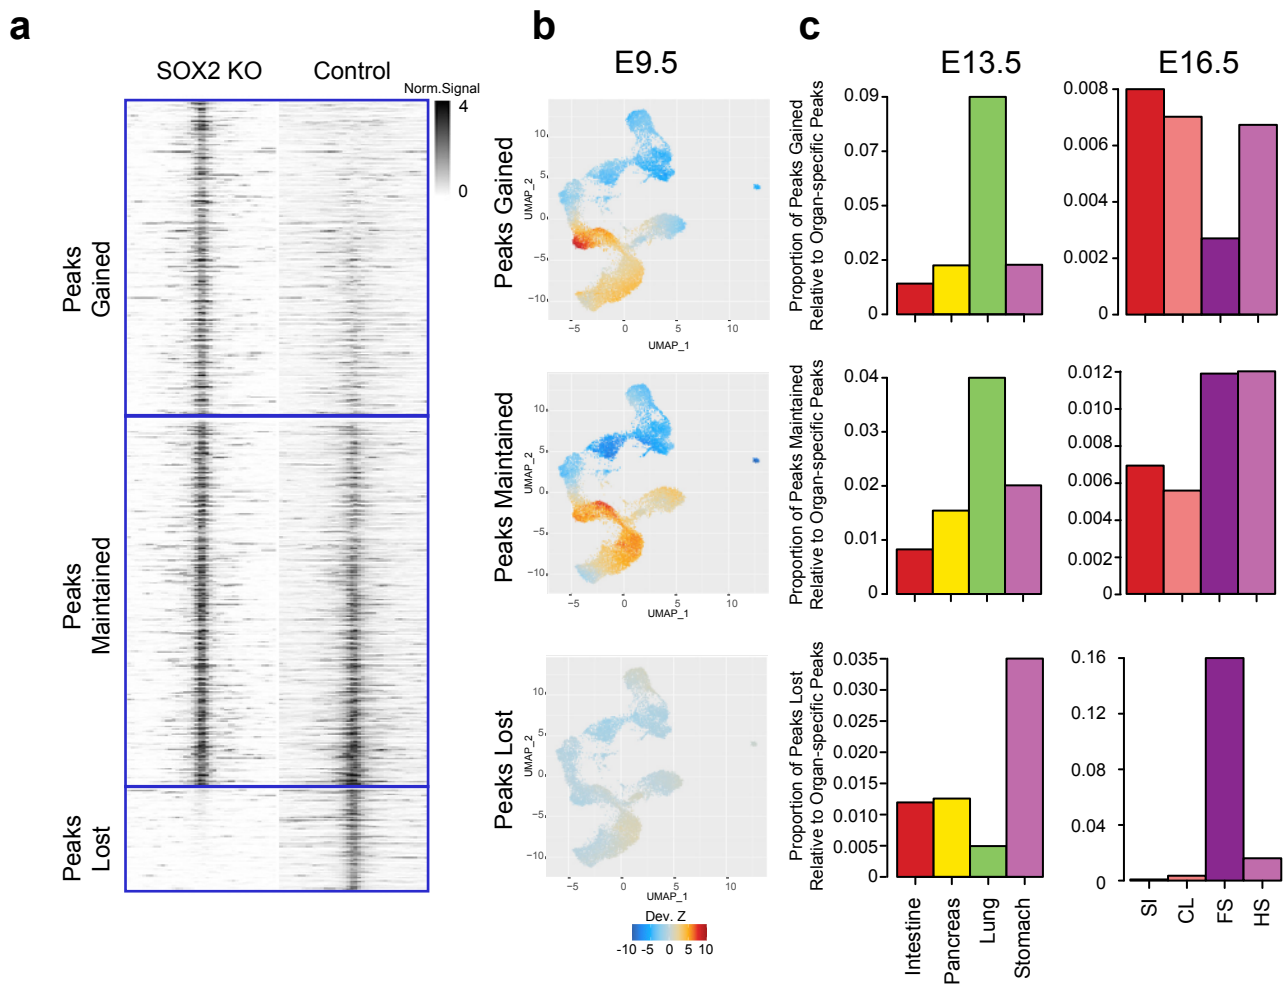 a
SOX2 KO
Control
Norm.Signal
4
0
Peaks
Gained
Peaks
Maintained
Peaks
Lost
b
E9.5
Peaks Gained
UMAP_2
10
5
0
−5
−10
−5
0
5
10
UMAP_1
Peaks Maintained
UMAP_2
10
5
0
−5
−10
−5
0
5
10
UMAP_1
Peaks Lost
UMAP_2
10
5
0
−5
−10
−5
0
5
10
UMAP_1
Dev. Z
-10 -5 0 5 10
c
E13.5
E16.5
Proportion of Peaks Gained
Relative to Organ-specific Peaks
0.09
0.07
0.05
0.02
0
0.008
0.006
0.004
0.002
0
Proportion of Peaks Maintained
Relative to Organ-specific Peaks
0.04
0.03
0.02
0.01
0
0.012
0.010
0.008
0.006
0.004
0.002
0
Proportion of Peaks Lost
Relative to Organ-specific Peaks
0.035
0.030
0.025
0.020
0.015
0.010
0.005
0
0.16
0.12
0.08
0.04
0
Intestine
Pancreas
Lung
Stomach
SI
CL
FS
HS